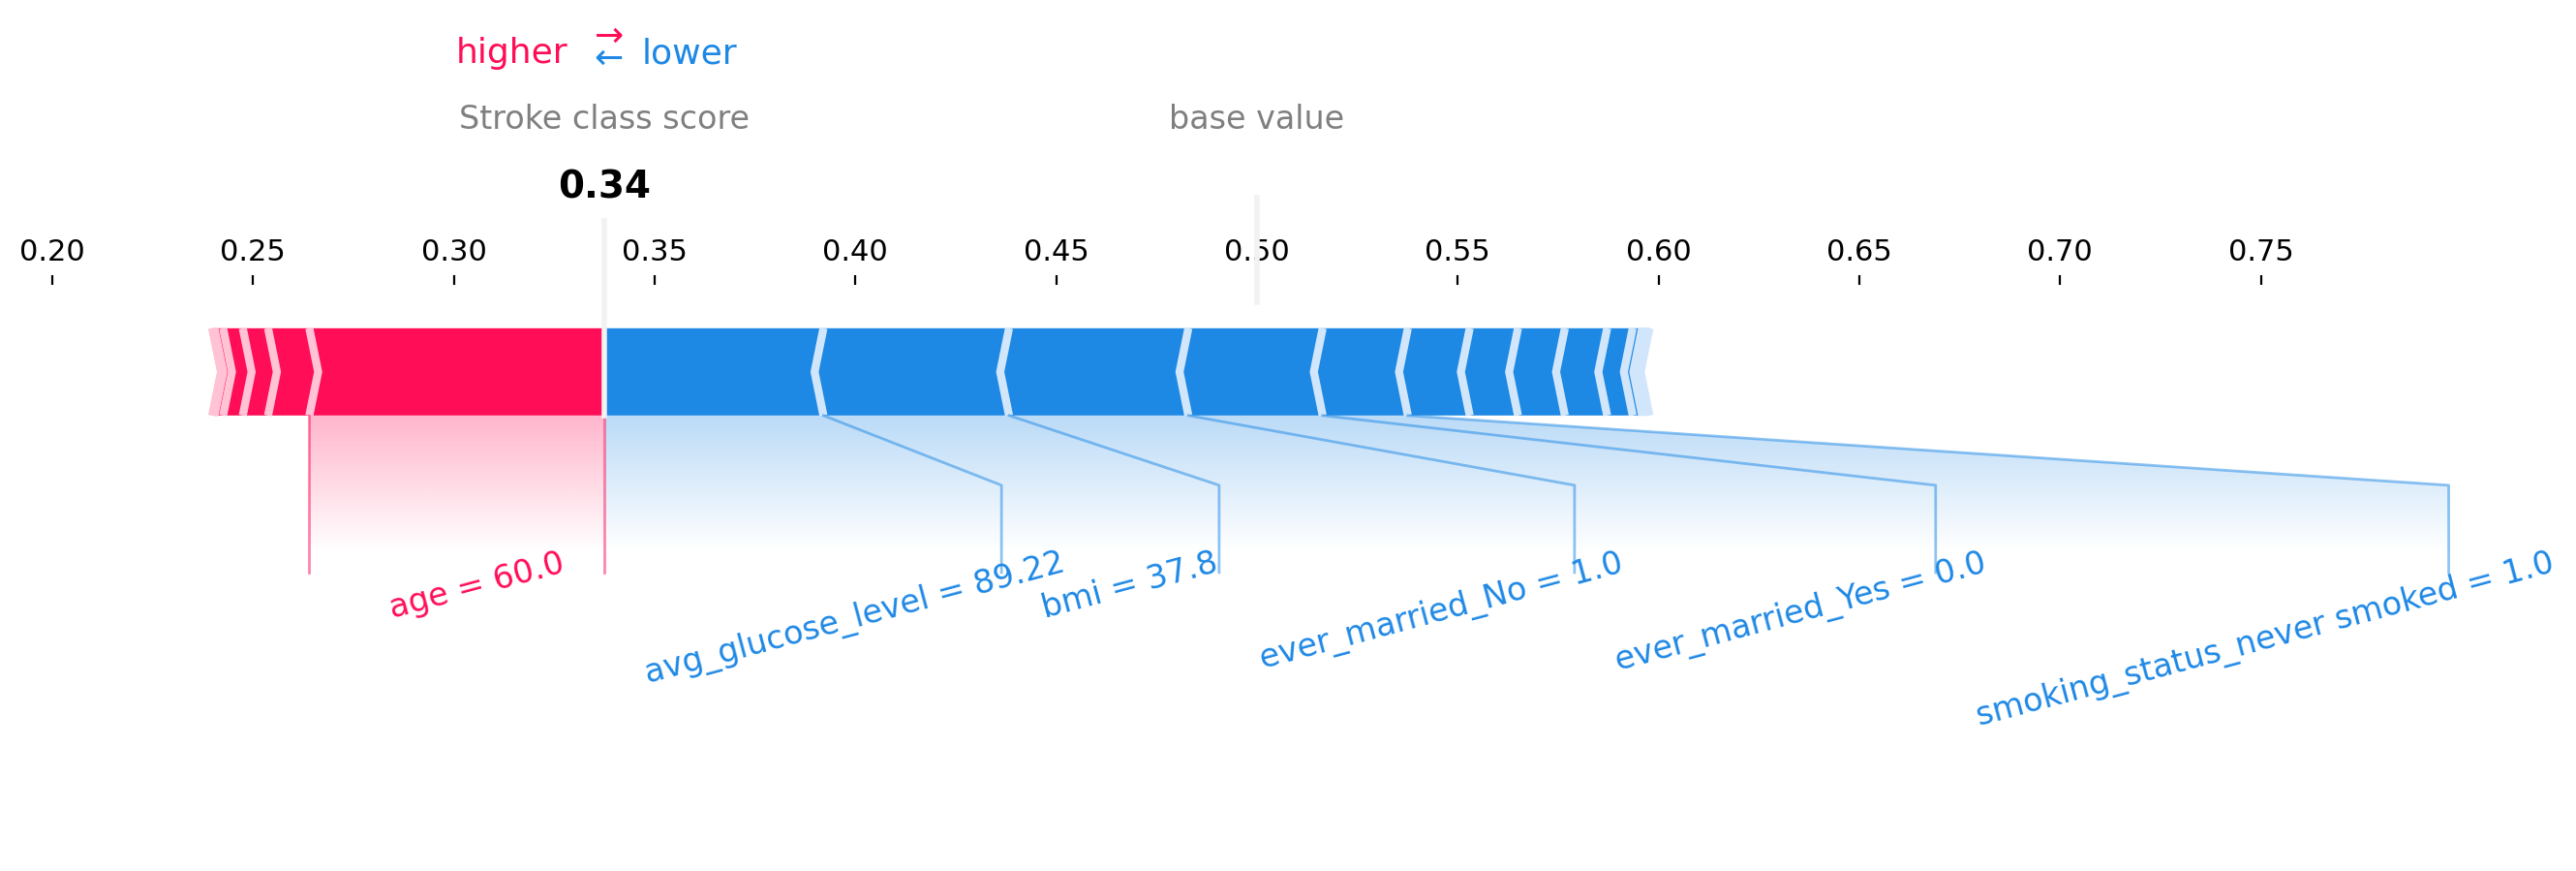 higher → ← lower
Stroke class score
base value
0.34
0.20 0.25 0.30 0.35 0.40 0.45 0.50 0.55 0.60 0.65 0.70 0.75
age = 60.0
avg_glucose_level = 89.22
bmi = 37.8
ever_married_No = 1.0
ever_married_Yes = 0.0
smoking_status_never smoked = 1.0